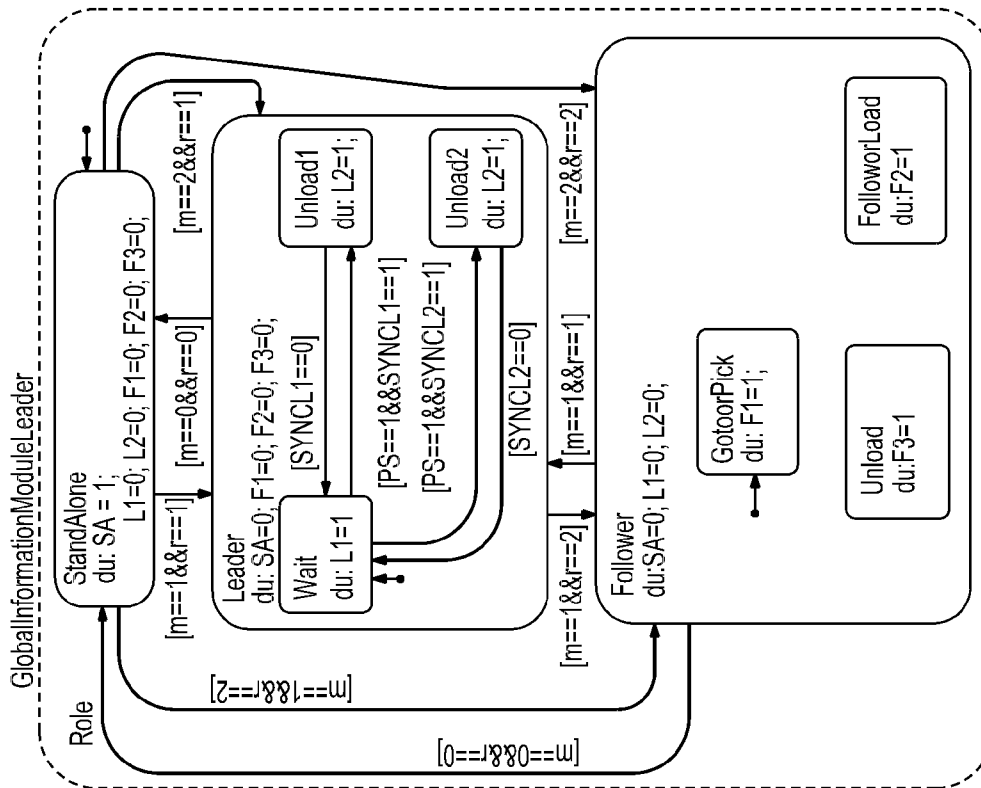 GlobalInformationModuleLeader
Role
StandAlone
du: SA = 1;
L1=0; L2=0; F1=0; F2=0; F3=0;
[m==1&&r==1]
[m==0&&r==0]
[m==2&&r==1]
Leader
du: SA=0; F1=0; F2=0; F3=0;
Wait
du: L1=1
[SYNCL1==0]
Unload1
du: L2=1;
[PS==1&&SYNCL1==1]
[PS==1&&SYNCL2==1]
Unload2
du: L2=1;
[SYNCL2==0]
[m==1&&r==2]
[m==1&&r==1]
[m==2&&r==2]
[m==1&&r==2]
[m==0&&r==0]
Follower
du:SA=0; L1=0; L2=0;
GotoorPick
du: F1=1;
Unload
du:F3=1
FolloworLoad
du:F2=1